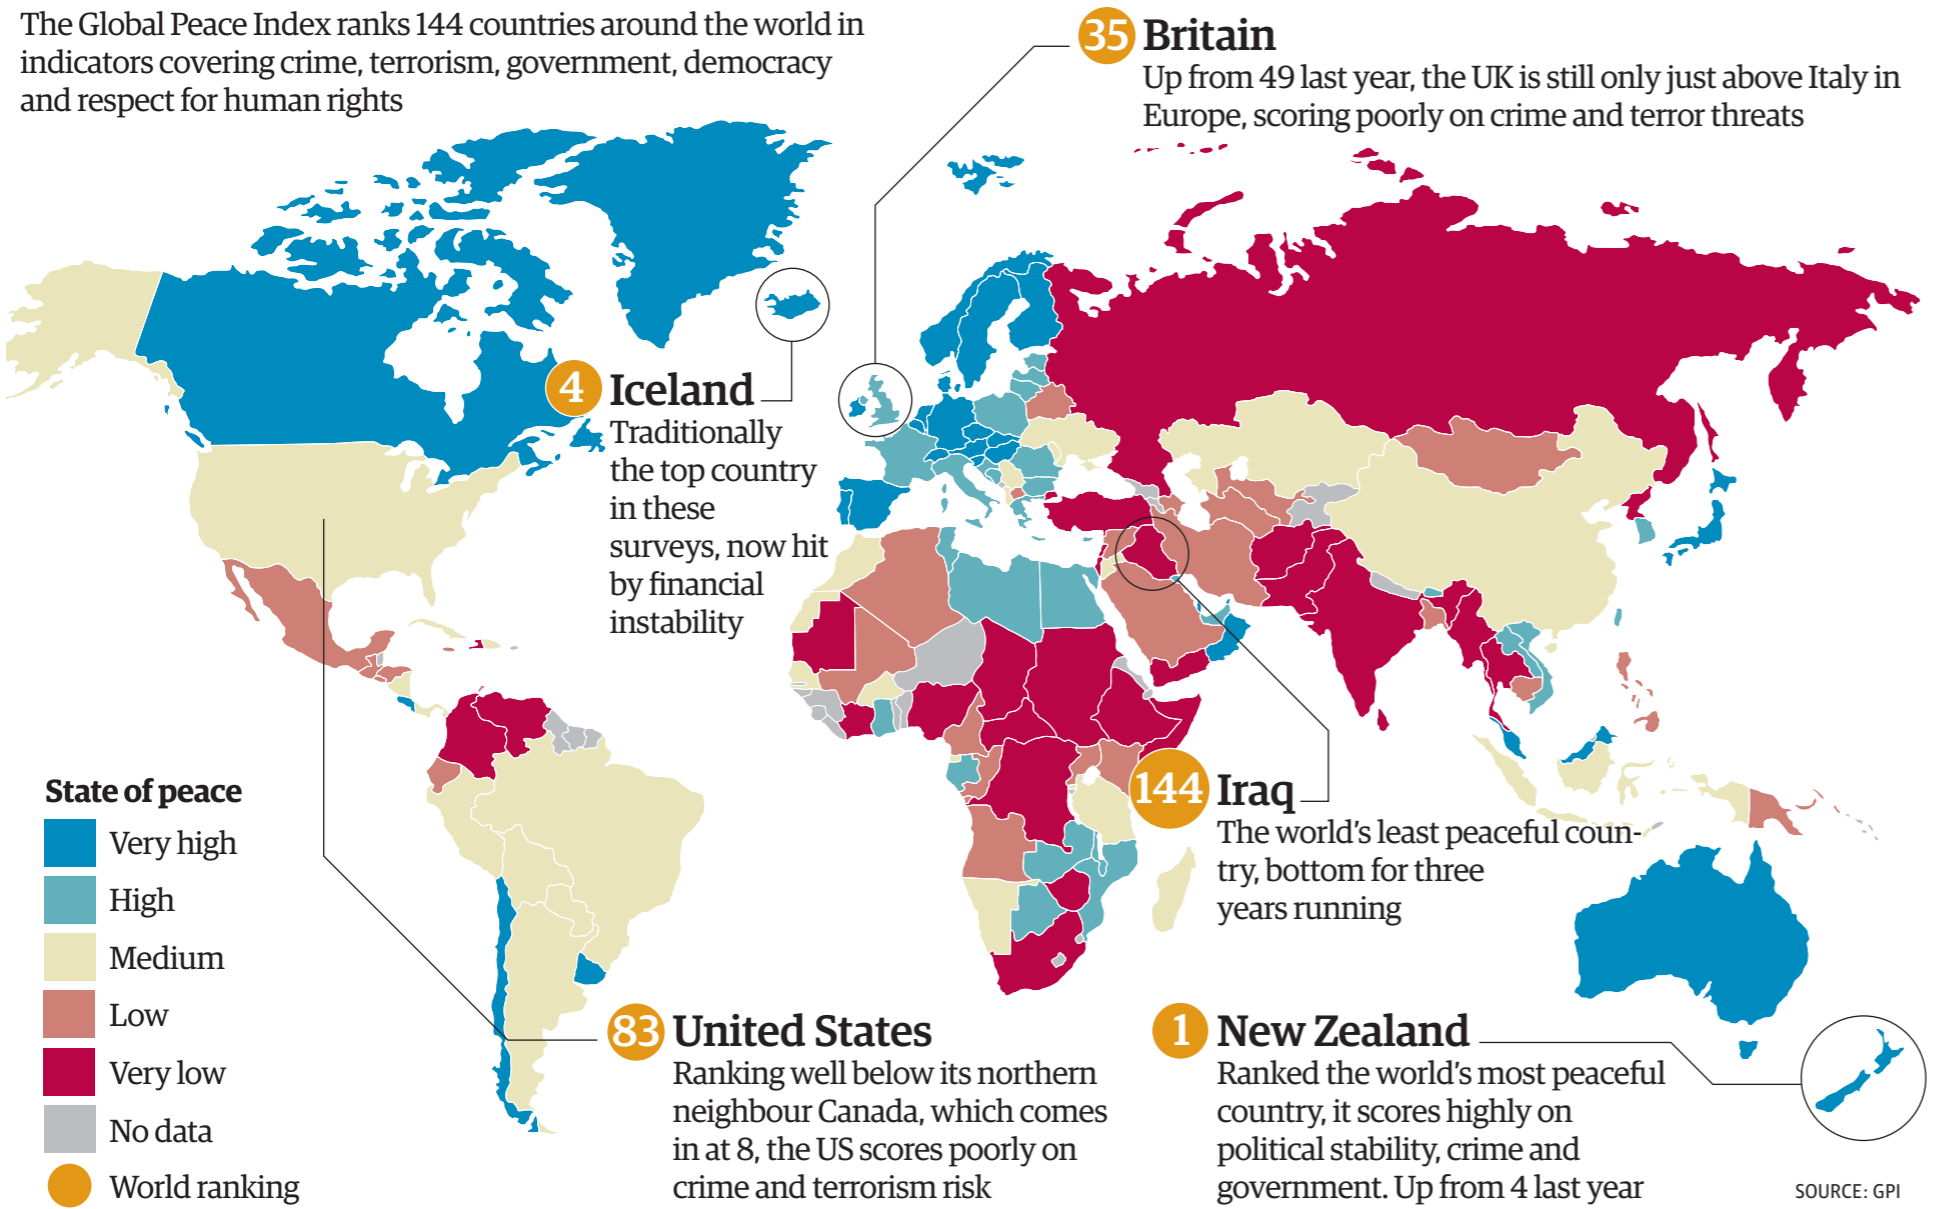 The Global Peace Index ranks 144 countries around the world in
indicators covering crime, terrorism, government, democracy
and respect for human rights
35 Britain
Up from 49 last year, the UK is still only just above Italy in
Europe, scoring poorly on crime and terror threats
4 Iceland
Traditionally
the top country
in these
surveys, now hit
by financial
instability
144 Iraq
The world's least peaceful coun-
try, bottom for three
years running
State of peace
Very high
High
Medium
Low
Very low
No data
World ranking
83 United States
Ranking well below its northern
neighbour Canada, which comes
in at 8, the US scores poorly on
crime and terrorism risk
1 New Zealand
Ranked the world's most peaceful
country, it scores highly on
political stability, crime and
government. Up from 4 last year
SOURCE: GPI